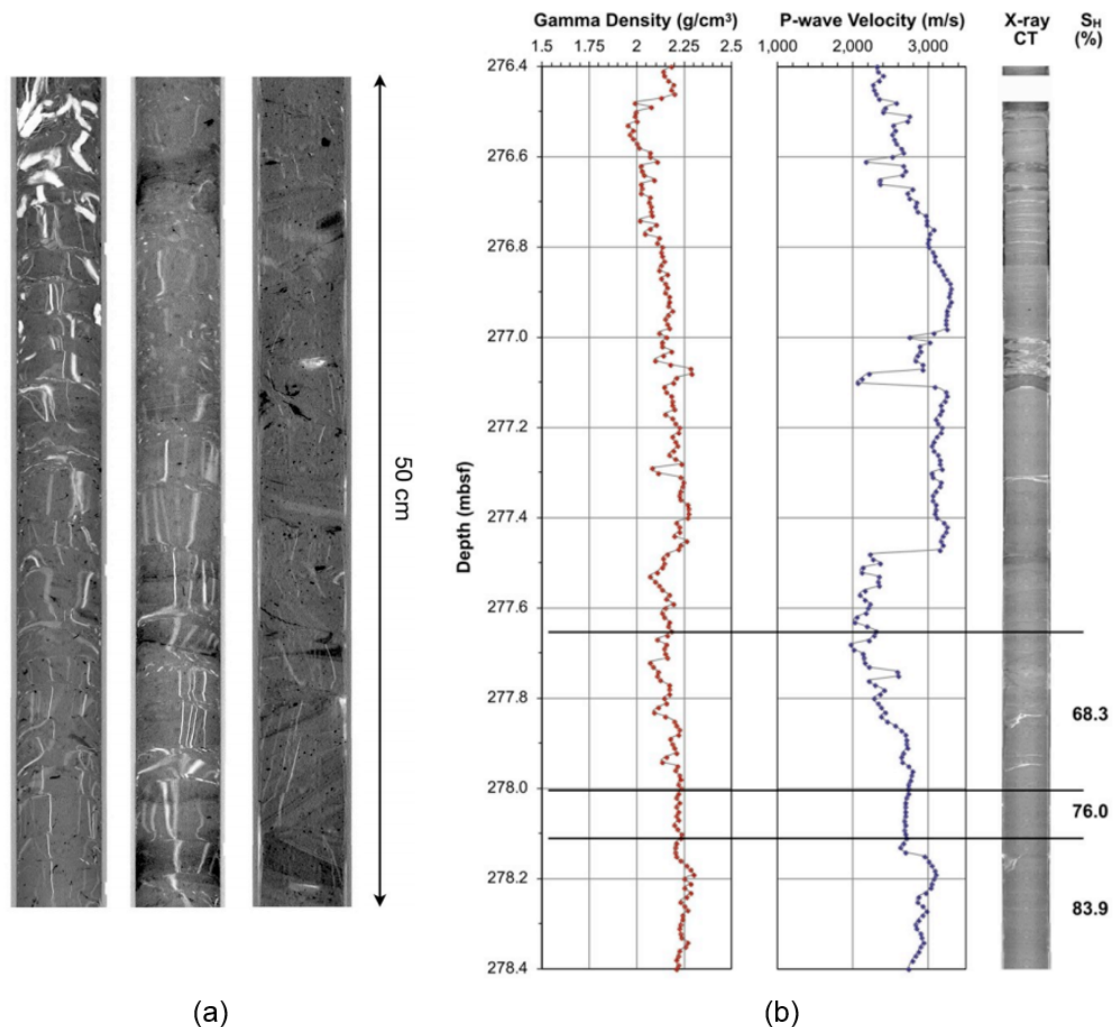 Gamma Density (g/cm³) P-wave Velocity (m/s) X-ray CT S_H (%)
1.5 1.75 2 2.25 2.5 1,000 2,000 3,000
276.4
276.6
276.8
277.0
277.2
277.4
277.6
277.8
278.0
278.2
278.4
Depth (mbsf)
68.3
76.0
83.9
50 cm
(a) (b)